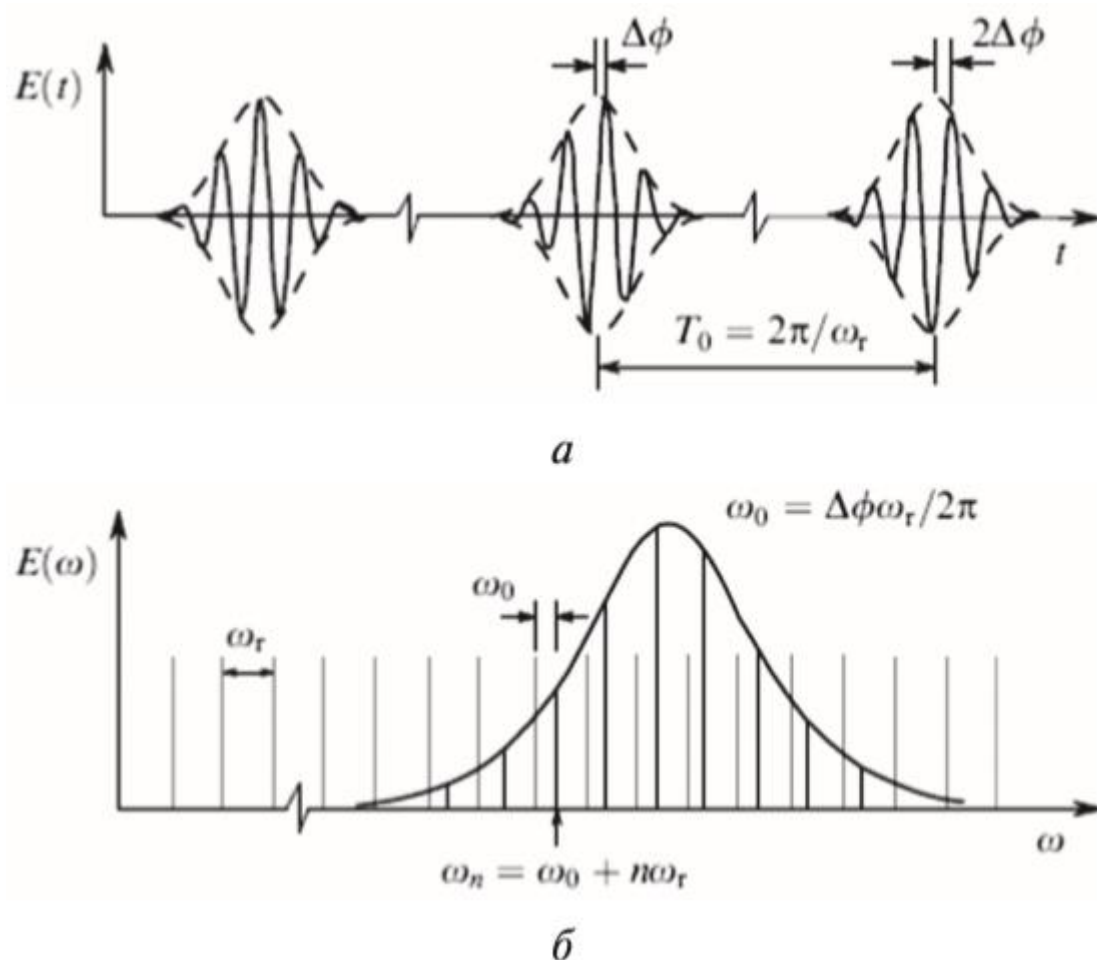 Δϕ 2Δϕ
E(t)
t
T₀ = 2π/ωᵣ
а
ω₀ = Δϕωᵣ/2π
E(ω)
ω₀
ωᵣ
ω
ωₙ = ω₀ + nωᵣ
б